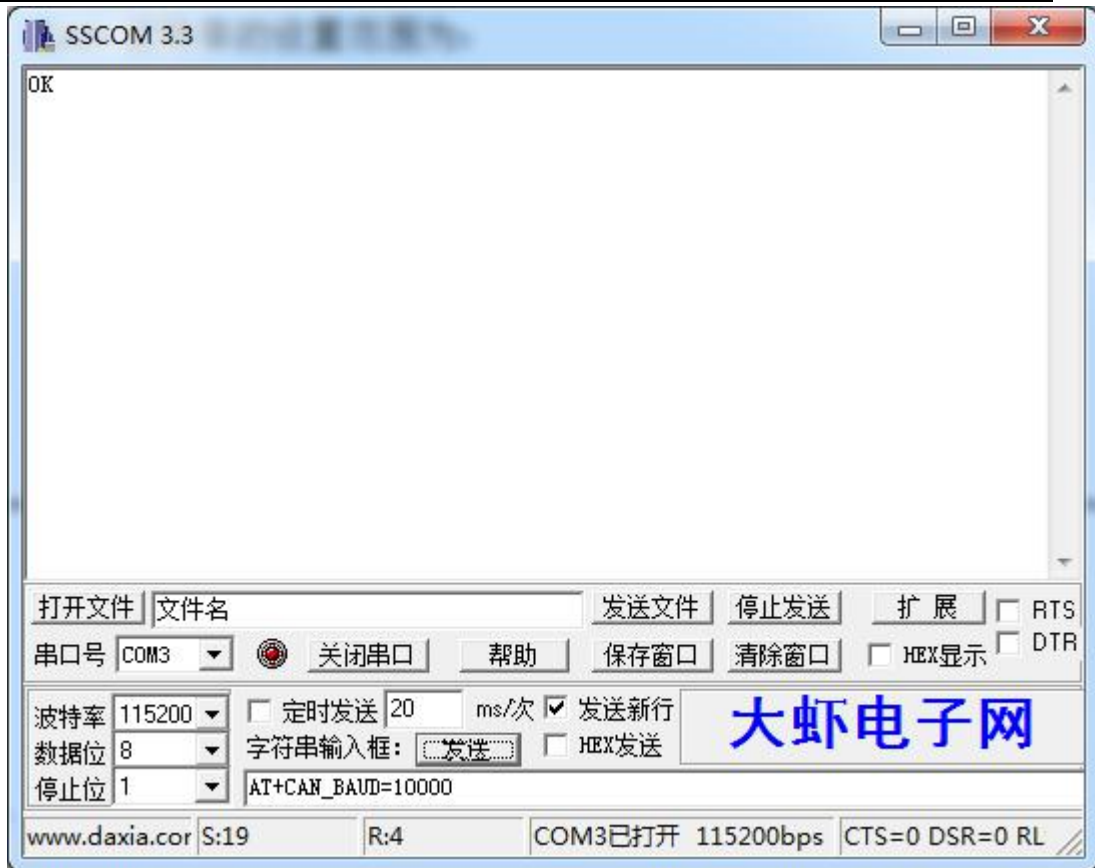 SSCOM 3.3
OK
打开文件 文件名 发送文件 停止发送 扩 展 RTS
串口号 COM3 关闭串口 帮助 保存窗口 清除窗口 HEX显示 DTR
波特率 115200 定时发送 20 ms/次 发送新行
数据位 8 字符串输入框: 发送 HEX发送
大虾电子网
停止位 1 AT+CAN_BAUD=10000
www.daxia.cor S:19 R:4 COM3已打开 115200bps CTS=0 DSR=0 RL